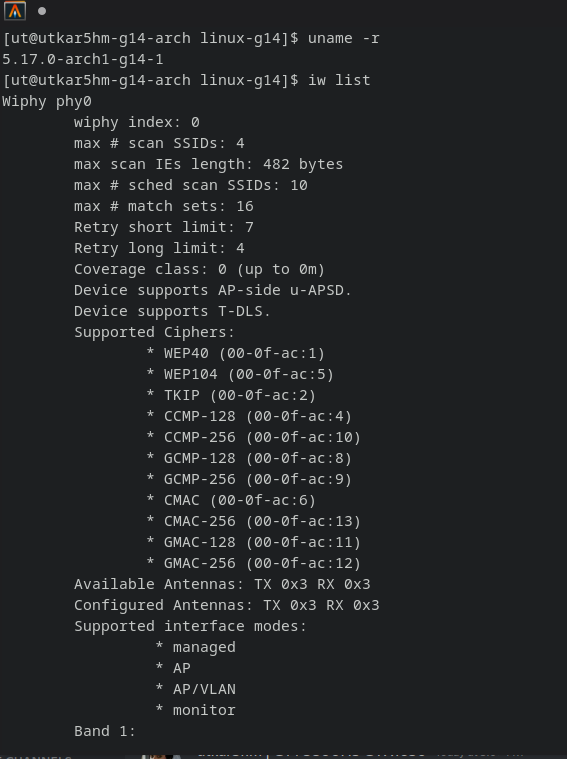 [ut@utkar5hm-g14-arch linux-g14]$ uname -r
5.17.0-arch1-g14-1
[ut@utkar5hm-g14-arch linux-g14]$ iw list
Wiphy phy0
wiphy index: 0
max # scan SSIDs: 4
max scan IEs length: 482 bytes
max # sched scan SSIDs: 10
max # match sets: 16
Retry short limit: 7
Retry long limit: 4
Coverage class: 0 (up to 0m)
Device supports AP-side u-APSD.
Device supports T-DLS.
Supported Ciphers:
* WEP40 (00-0f-ac:1)
* WEP104 (00-0f-ac:5)
* TKIP (00-0f-ac:2)
* CCMP-128 (00-0f-ac:4)
* CCMP-256 (00-0f-ac:10)
* GCMP-128 (00-0f-ac:8)
* GCMP-256 (00-0f-ac:9)
* CMAC (00-0f-ac:6)
* CMAC-256 (00-0f-ac:13)
* GMAC-128 (00-0f-ac:11)
* GMAC-256 (00-0f-ac:12)
Available Antennas: TX 0x3 RX 0x3
Configured Antennas: TX 0x3 RX 0x3
Supported interface modes:
* managed
* AP
* AP/VLAN
* monitor
Band 1: